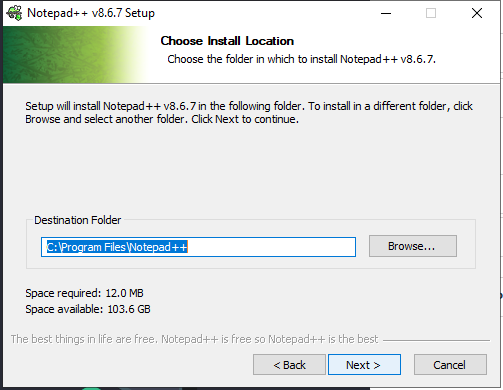 Notepad++ v8.6.7 Setup
Choose Install Location
Choose the folder in which to install Notepad++ v8.6.7.
Setup will install Notepad++ v8.6.7 in the following folder. To install in a different folder, click
Browse and select another folder. Click Next to continue.
Destination Folder
C:\Program Files\Notepad++
Browse...
Space required: 12.0 MB
Space available: 103.6 GB
The best things in life are free. Notepad++ is free so Notepad++ is the best
< Back
Next >
Cancel